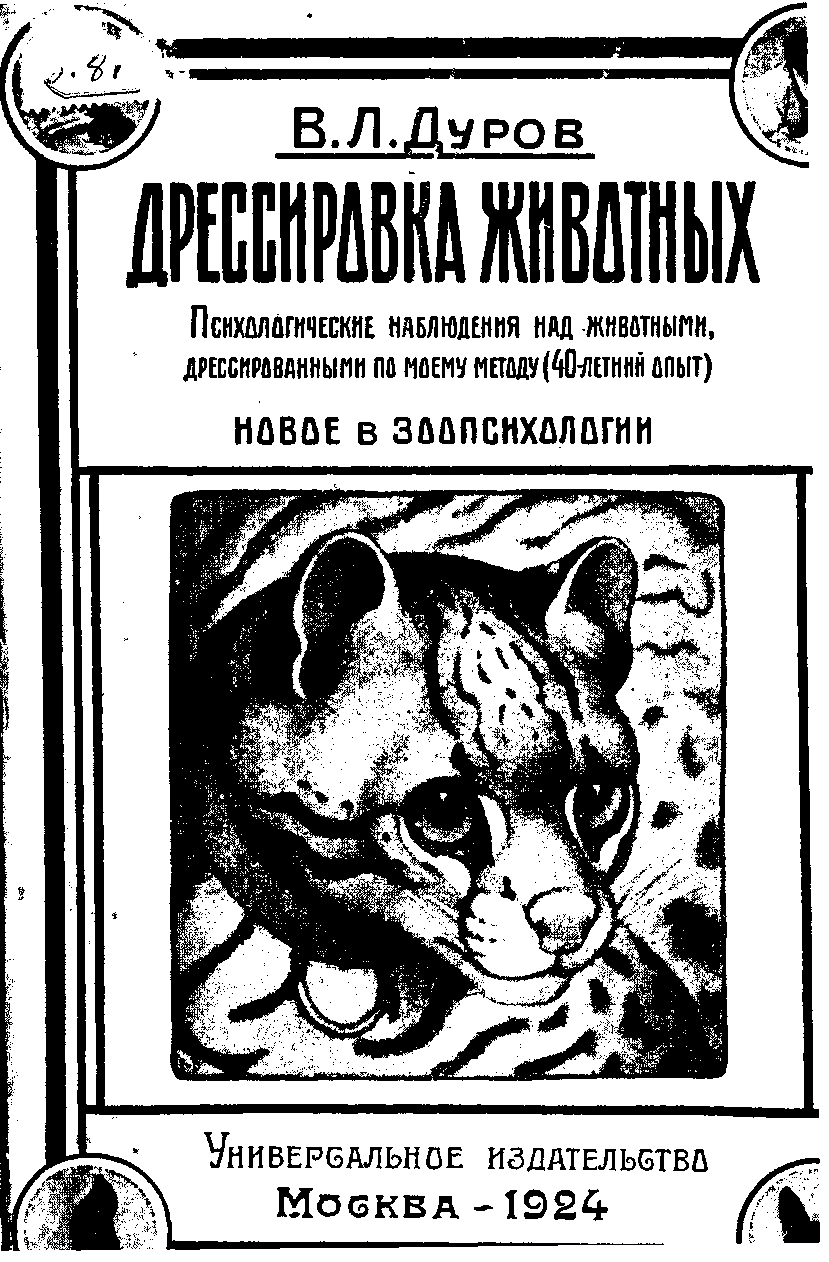 В. Л. Дуров
ДРЕССИРОВКА ЖИВОТНЫХ
Психологические наблюдения над животными,
дрессированными по моему методу (40-летний опыт)
НОВОЕ в ЗООПСИХОЛОГИИ
Универсальное издательство
Москва - 1924